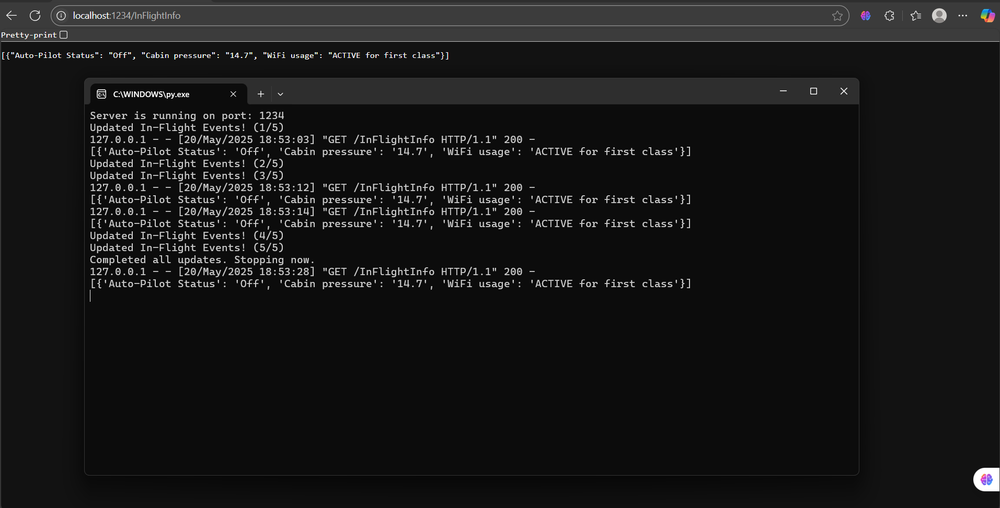 localhost:1234/InFlightInfo
Pretty-print
[{"Auto-Pilot Status": "Off", "Cabin pressure": "14.7", "WiFi usage": "ACTIVE for first class"}]
C:\WINDOWS\py.exe
Server is running on port: 1234
Updated In-Flight Events! (1/5)
127.0.0.1 - - [20/May/2025 18:53:03] "GET /InFlightInfo HTTP/1.1" 200 -
[{'Auto-Pilot Status': 'Off', 'Cabin pressure': '14.7', 'WiFi usage': 'ACTIVE for first class'}]
Updated In-Flight Events! (2/5)
Updated In-Flight Events! (3/5)
127.0.0.1 - - [20/May/2025 18:53:12] "GET /InFlightInfo HTTP/1.1" 200 -
[{'Auto-Pilot Status': 'Off', 'Cabin pressure': '14.7', 'WiFi usage': 'ACTIVE for first class'}]
127.0.0.1 - - [20/May/2025 18:53:14] "GET /InFlightInfo HTTP/1.1" 200 -
[{'Auto-Pilot Status': 'Off', 'Cabin pressure': '14.7', 'WiFi usage': 'ACTIVE for first class'}]
Updated In-Flight Events! (4/5)
Updated In-Flight Events! (5/5)
Completed all updates. Stopping now.
127.0.0.1 - - [20/May/2025 18:53:28] "GET /InFlightInfo HTTP/1.1" 200 -
[{'Auto-Pilot Status': 'Off', 'Cabin pressure': '14.7', 'WiFi usage': 'ACTIVE for first class'}]